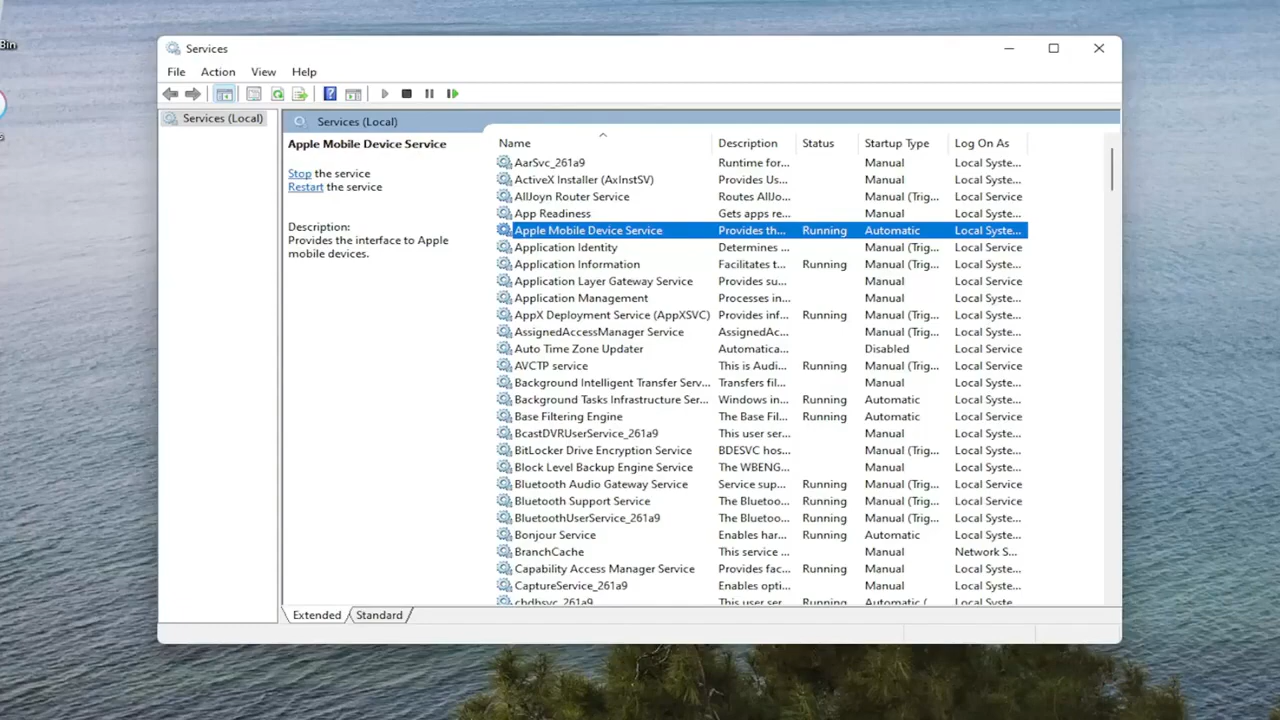 Bin
Services
File Action View Help
Services (Local)
Services (Local)
Apple Mobile Device Service
Stop the service
Restart the service
Description:
Provides the interface to Apple
mobile devices.
Name Description Status Startup Type Log On As
AarSvc_261a9 Runtime for... Manual Local Syste...
ActiveX Installer (AxInstSV) Provides Us... Manual Local Syste...
AllJoyn Router Service Routes AllJo... Manual (Trig... Local Service
App Readiness Gets apps re... Manual Local Syste...
Apple Mobile Device Service Provides th... Running Automatic Local Syste...
Application Identity Determines ... Manual (Trig... Local Service
Application Information Facilitates t... Running Manual (Trig... Local Syste...
Application Layer Gateway Service Provides su... Manual Local Service
Application Management Processes in... Manual Local Syste...
AppX Deployment Service (AppXSVC) Provides inf... Running Manual (Trig... Local Syste...
AssignedAccessManager Service AssignedAc... Manual (Trig... Local Syste...
Auto Time Zone Updater Automatica... Disabled Local Service
AVCTP service This is Audi... Running Manual (Trig... Local Service
Background Intelligent Transfer Serv... Transfers fil... Manual Local Syste...
Background Tasks Infrastructure Ser... Windows in... Running Automatic Local Syste...
Base Filtering Engine The Base Fil... Running Automatic Local Service
BcastDVRUserService_261a9 This user ser... Manual Local Syste...
BitLocker Drive Encryption Service BDESVC hos... Manual (Trig... Local Syste...
Block Level Backup Engine Service The WBENG... Manual Local Syste...
Bluetooth Audio Gateway Service Service sup... Running Manual (Trig... Local Service
Bluetooth Support Service The Bluetoo... Running Manual (Trig... Local Service
BluetoothUserService_261a9 The Bluetoo... Running Manual (Trig... Local Syste...
Bonjour Service Enables har... Running Automatic Local Syste...
BranchCache This service ... Manual Network S...
Capability Access Manager Service Provides fac... Running Manual Local Syste...
CaptureService_261a9 Enables opti... Manual Local Syste...
cbdhsvc_261a9 This user ser... Running Automatic ( Local Syste...
Extended Standard